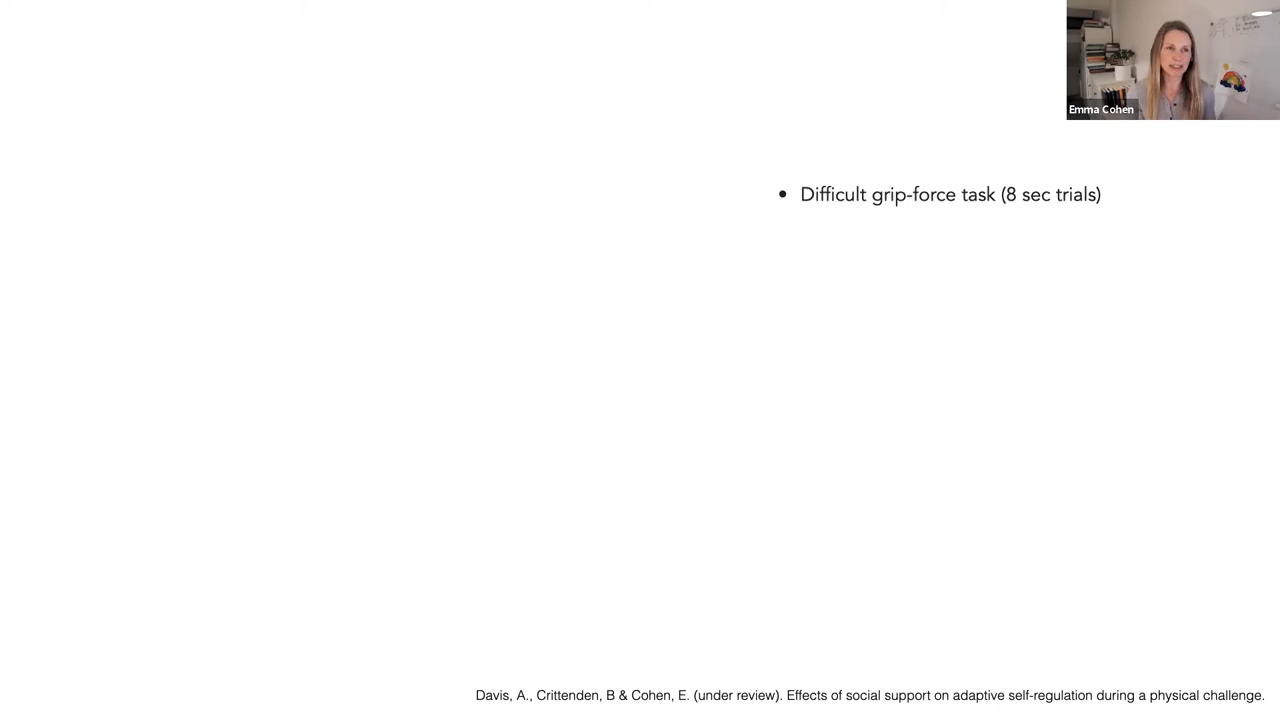 Emma Cohen
• Difficult grip-force task (8 sec trials)
Davis, A., Crittenden, B & Cohen, E. (under review). Effects of social support on adaptive self-regulation during a physical challenge.